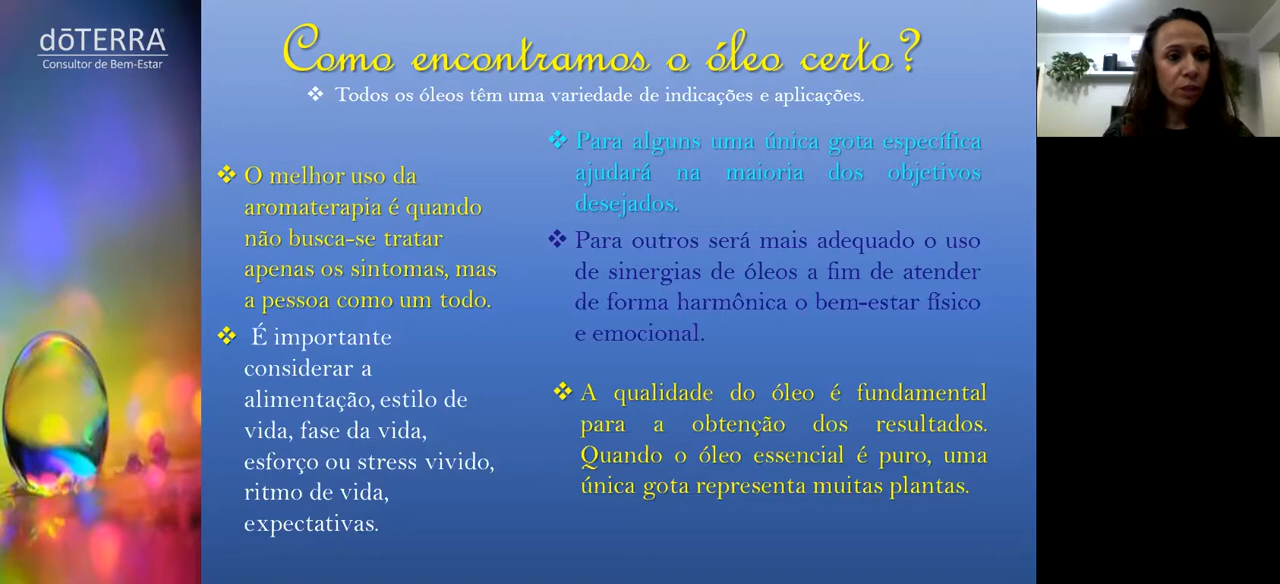 dōTERRA®
Consultor de Bem-Estar
Como encontramos o óleo certo?
❖ Todos os óleos têm uma variedade de indicações e aplicações.
❖ O melhor uso da
aromaterapia é quando
não busca-se tratar
apenas os sintomas, mas
a pessoa como um todo.
❖ É importante
considerar a
alimentação, estilo de
vida, fase da vida,
esforço ou stress vivido,
ritmo de vida,
expectativas.
❖ Para alguns uma única gota específica
ajudará na maioria dos objetivos
desejados.
❖ Para outros será mais adequado o uso
de sinergias de óleos a fim de atender
de forma harmônica o bem-estar físico
e emocional.
❖ A qualidade do óleo é fundamental
para a obtenção dos resultados.
Quando o óleo essencial é puro, uma
única gota representa muitas plantas.